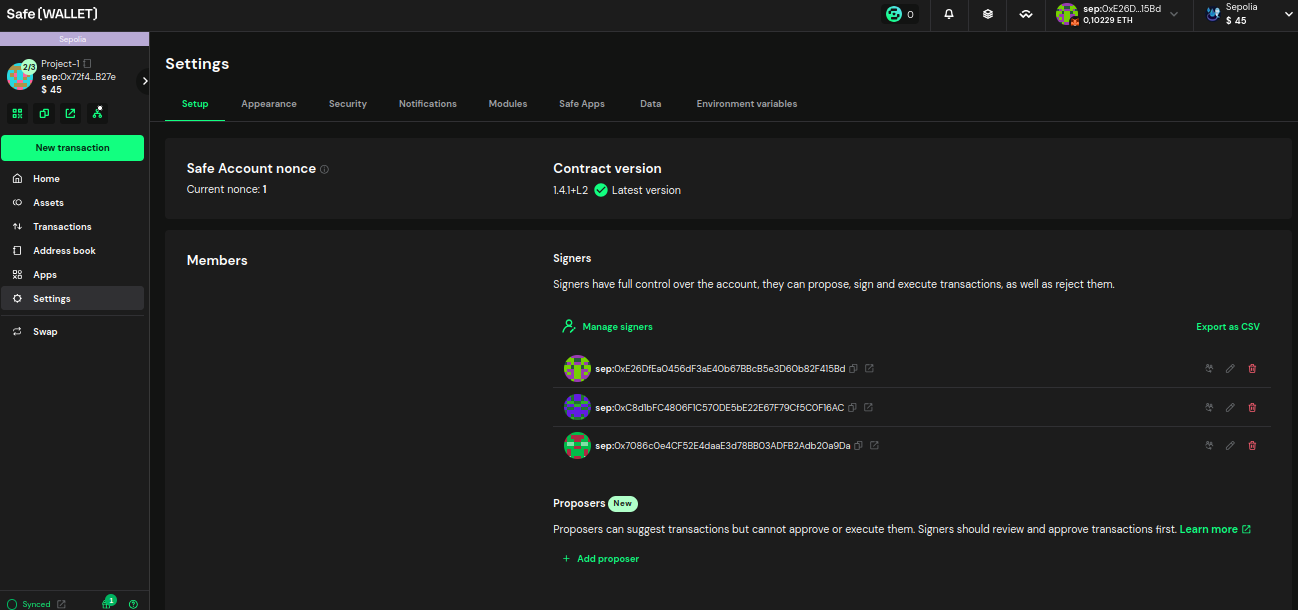 Safe{WALLET}
0
sep:0xE26D...15Bd
0,10229 ETH
Sepolia
$ 45
Sepolia
2/3
Project-1
sep:0x72f4...B27e
$ 45
New transaction
Home
Assets
Transactions
Address book
Apps
Settings
Swap
Synced
1
Settings
Setup
Appearance
Security
Notifications
Modules
Safe Apps
Data
Environment variables
Safe Account nonce
Current nonce: 1
Contract version
1.4.1+L2 Latest version
Members
Signers
Signers have full control over the account, they can propose, sign and execute transactions, as well as reject them.
Manage signers
Export as CSV
sep:0xE26DfEa0456dF3aE40b67BBcB5e3D60b82F415Bd
sep:0xC8d1bFC4806F1C570DE5bE22E67F79Cf5C0F16AC
sep:0x7086c0e4CF52E4daaE3d78BB03ADFB2Adb20a9Da
Proposers New
Proposers can suggest transactions but cannot approve or execute them. Signers should review and approve transactions first. Learn more
+ Add proposer